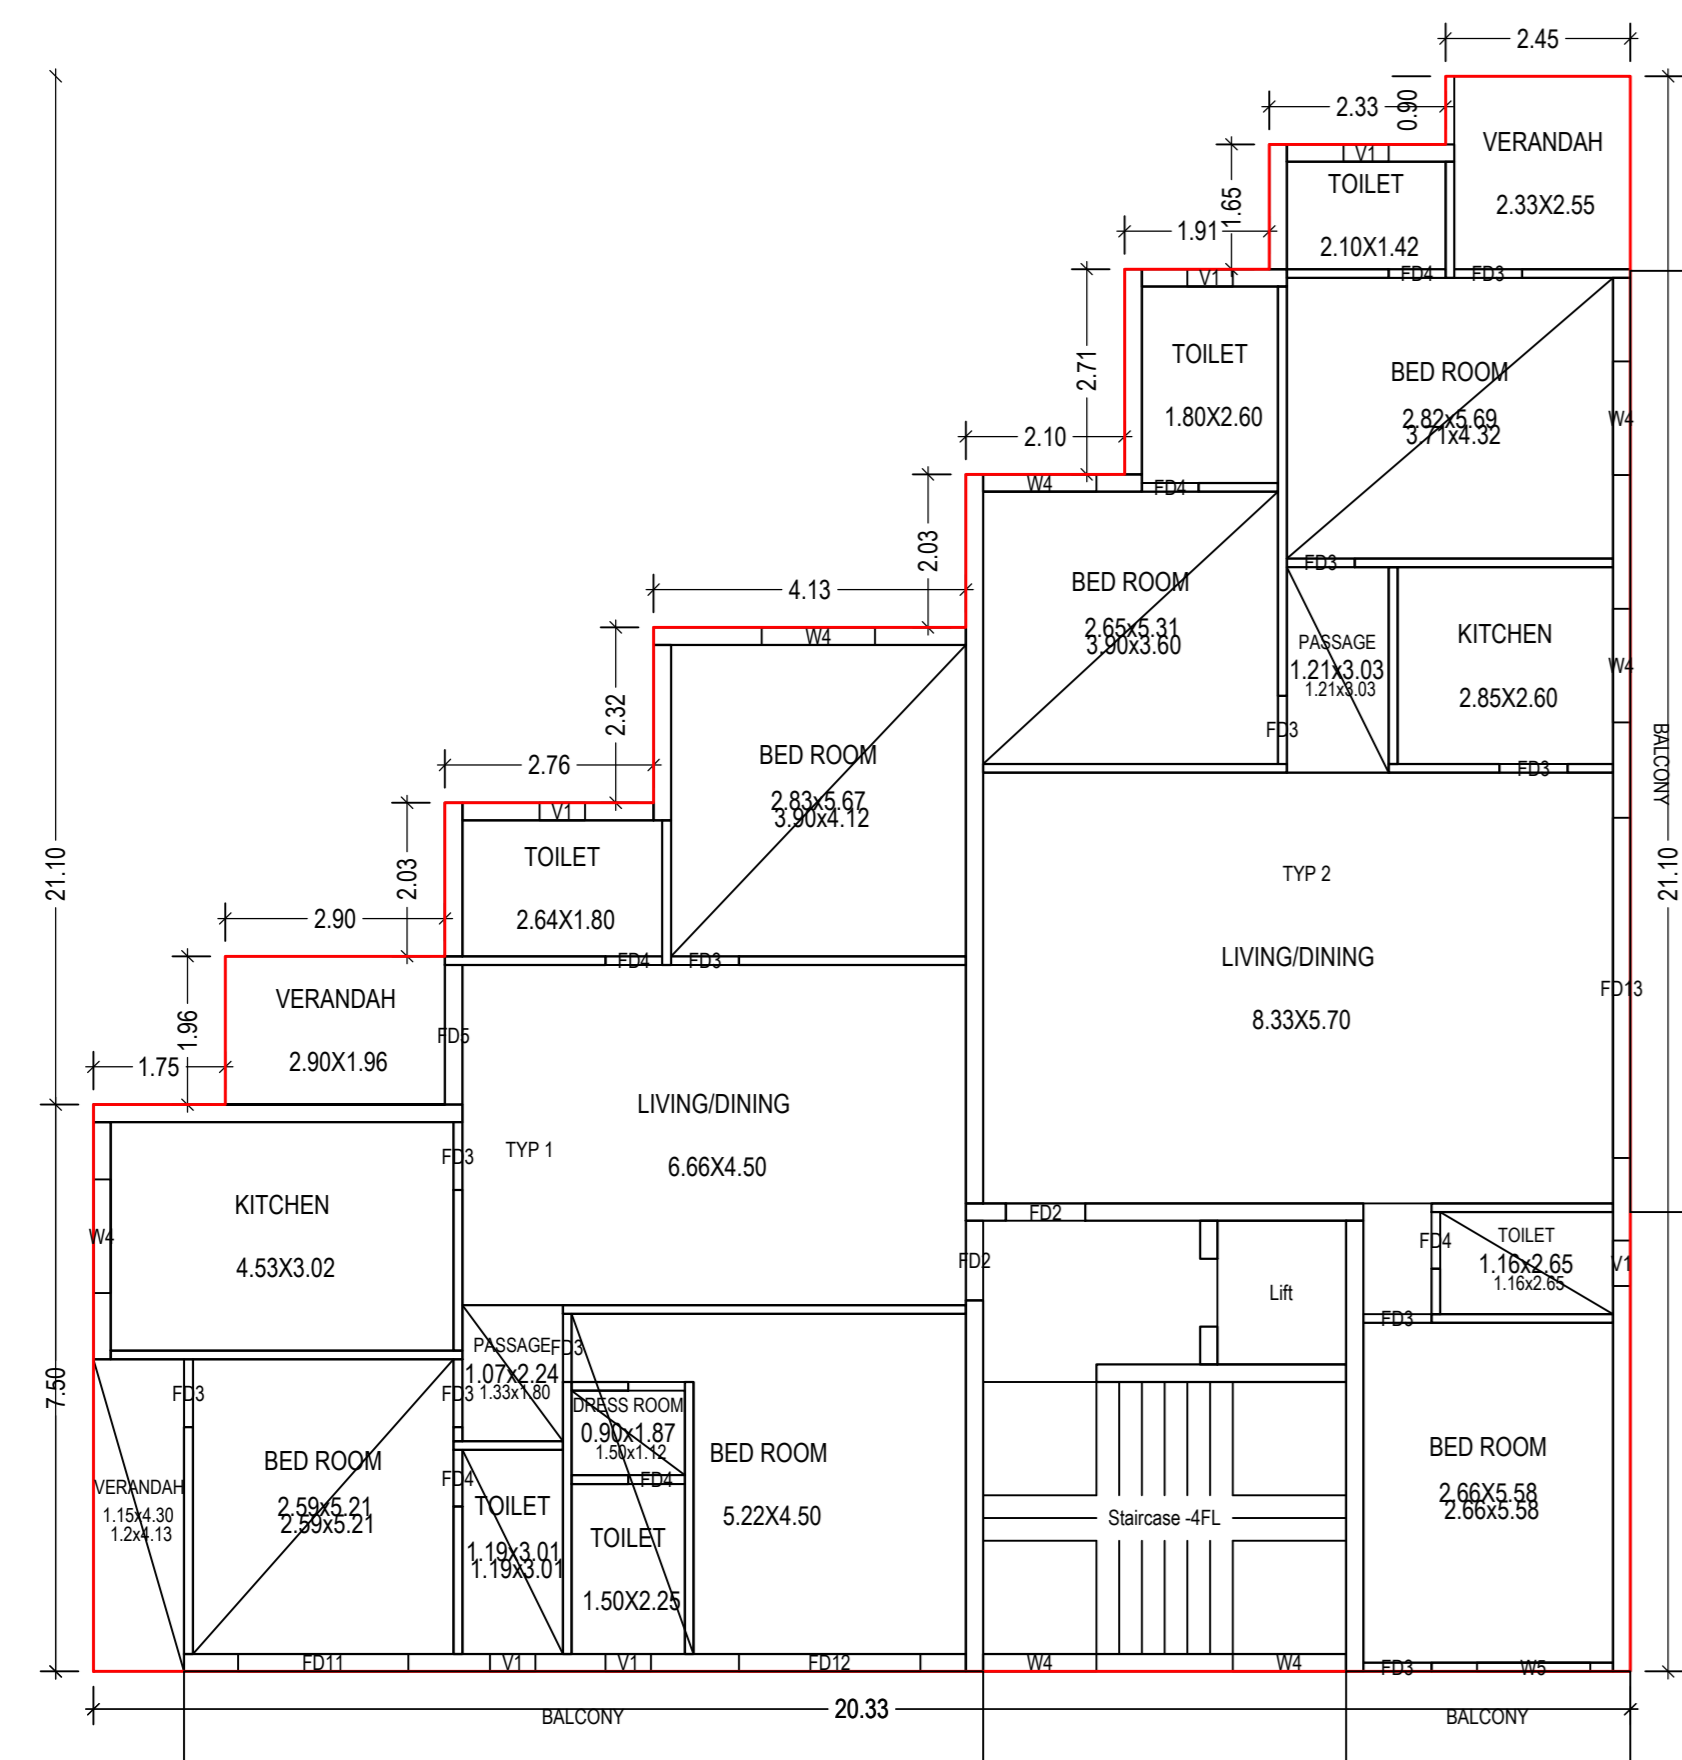 2.45
2.33
0.90
VERANDAH
2.33X2.55
V1
TOILET
2.10X1.42
1.65
1.91
FD4
FD3
V1
TOILET
1.80X2.60
2.71
BED ROOM
2.82x5.69
3.71x4.32
W4
2.10
W4
FD4
2.03
BED ROOM
2.65x5.31
3.90x3.60
FD3
PASSAGE
1.21x3.03
1.21x3.03
KITCHEN
2.85X2.60
W4
FD3
FD3
BALCONY
4.13
W4
2.32
BED ROOM
2.83x5.67
3.90x4.12
2.76
V1
TOILET
2.64X1.80
2.03
FD4
FD3
21.10
21.10
TYP 2
LIVING/DINING
8.33X5.70
FD13
2.90
VERANDAH
2.90X1.96
1.96
FD5
1.75
LIVING/DINING
TYP 1
6.66X4.50
FD3
KITCHEN
4.53X3.02
W4
FD2
FD2
Lift
FD4
TOILET
1.16x2.65
1.16x2.65
V1
FD3
7.50
PASSAGE
1.07x2.24
1.33x1.80
FD3
FD3
FD3
DRESS ROOM
0.90x1.87
1.50x1.12
FD4
BED ROOM
5.22X4.50
BED ROOM
2.59x5.21
2.59x5.21
VERANDAH
1.15x4.30
1.2x4.13
FD4
TOILET
1.19x3.01
1.19x3.01
TOILET
1.50X2.25
Staircase -4FL
BED ROOM
2.66X5.58
2.66x5.58
FD11
V1
V1
FD12
W4
W4
FD3
W5
20.33
BALCONY
BALCONY